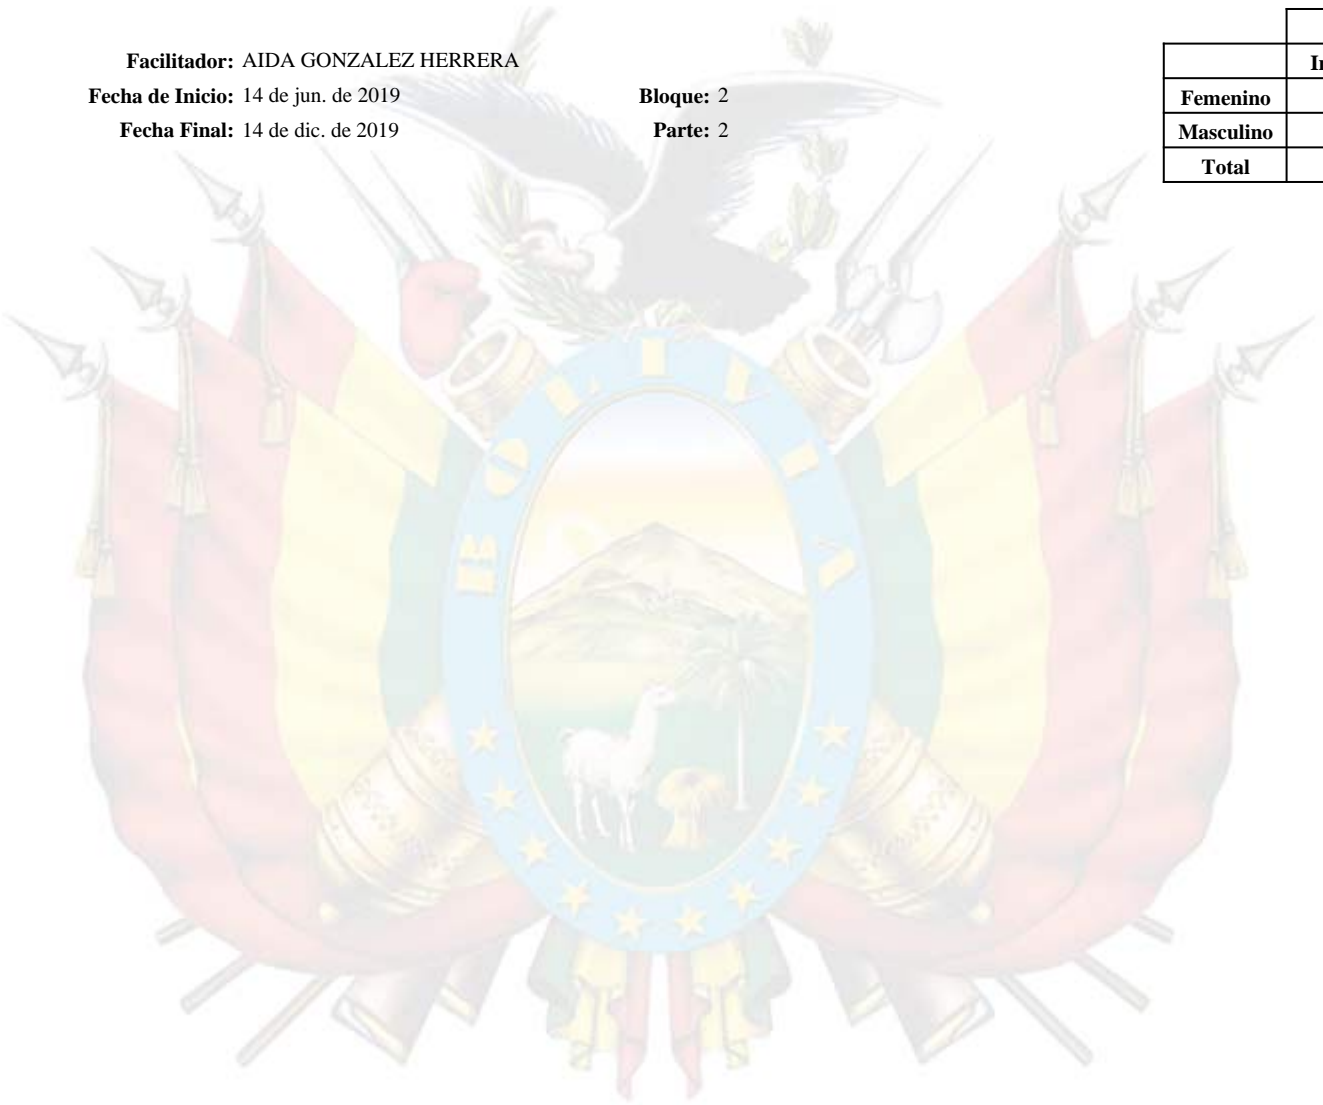 Facilitador: AIDA GONZALEZ HERRERA
Fecha de Inicio: 14 de jun. de 2019 Bloque: 2
Fecha Final: 14 de dic. de 2019 Parte: 2
Femenino
Masculino
Total
BOLIVIA